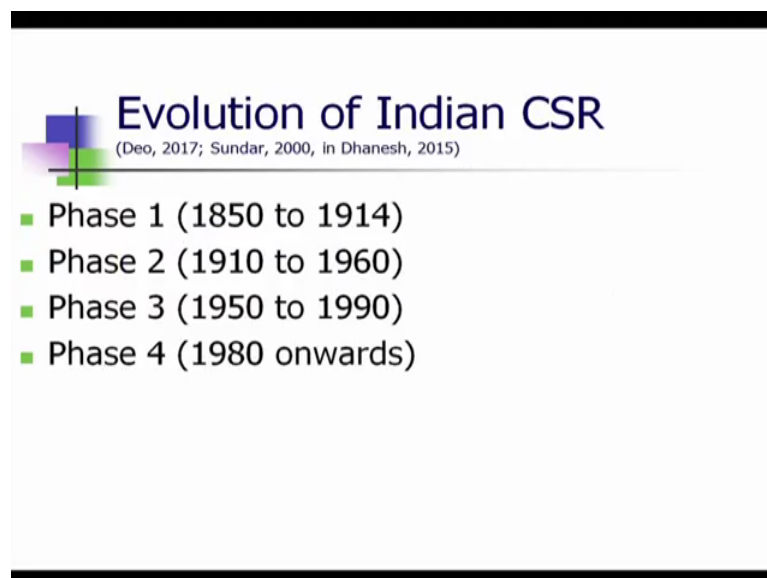 Evolution of Indian CSR
(Deo, 2017; Sundar, 2000, in Dhanesh, 2015)
Phase 1 (1850 to 1914)
Phase 2 (1910 to 1960)
Phase 3 (1950 to 1990)
Phase 4 (1980 onwards)